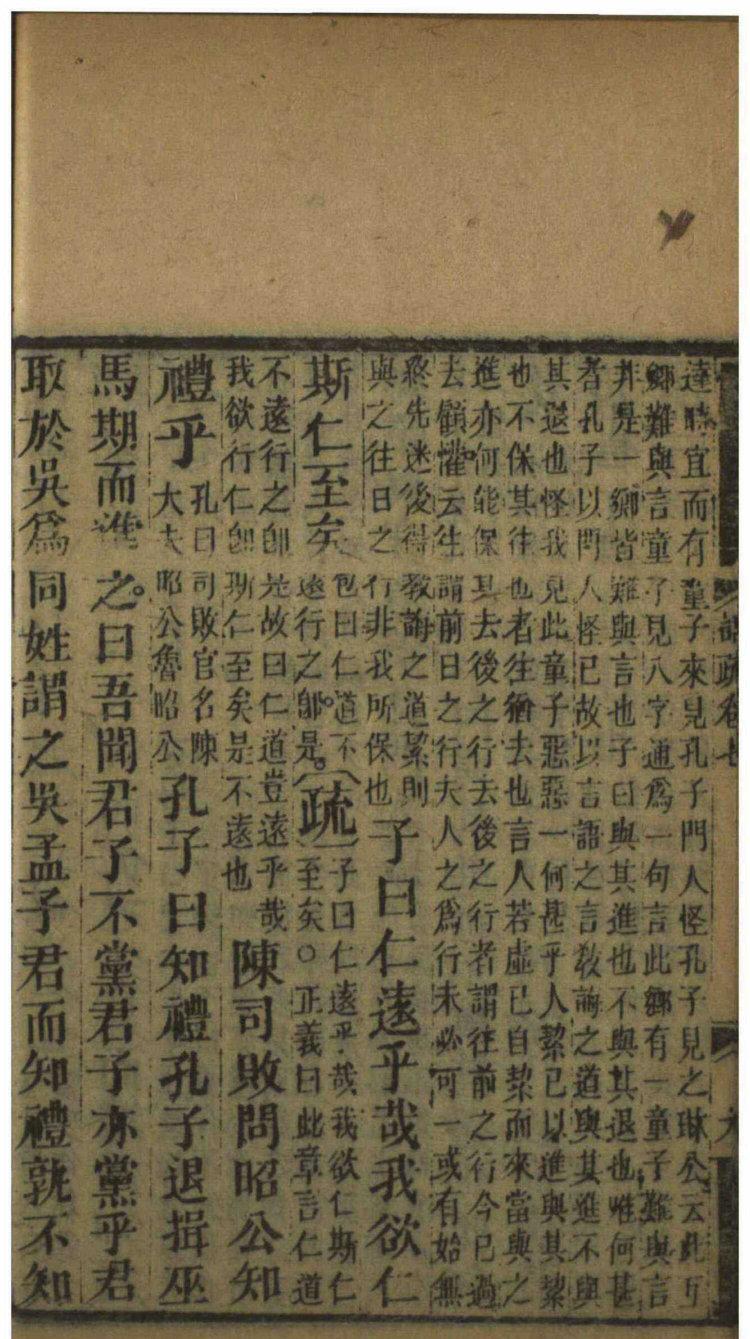 語疏卷七
達時宜而有童子來見孔子門人怪孔子見之琳公云此互
鄉難與言童子見八字通爲一句言此鄉有一童子難與言
非是一鄉皆難與言也子曰與其進也不與其退也唯何甚
者孔子以門人怪已故以言語之言教誨之道與其進不與
其退也怪我見此童子惡惡一何甚乎人絜已以進與其絜
也不保其往也者往猶去也言人若虛已自絜而來當與之
進亦何能保其去後之行去後之行者謂往前之行今已過
去顧懽云往謂前日之行夫人之爲行未必可一或有始無
終先迷後得教誨之道絜則
與之往日之行非我所保也
子曰仁遠乎哉我欲仁
斯仁至矣
包曰仁道不
遠行之卽是。
疏
子曰仁遠乎哉我欲仁斯仁
至矣○正義曰此章言仁道
不遠行之卽是故曰仁道豈遠乎哉
我欲行仁卽斯仁至矣是不遠也
陳司敗問昭公知
禮乎
孔曰司敗官名陳
大夫昭公魯昭公
孔子曰知禮孔子退揖巫
馬期而進之。曰吾聞君子不黨君子亦黨乎君
取於吳爲同姓謂之吳孟子君而知禮孰不知